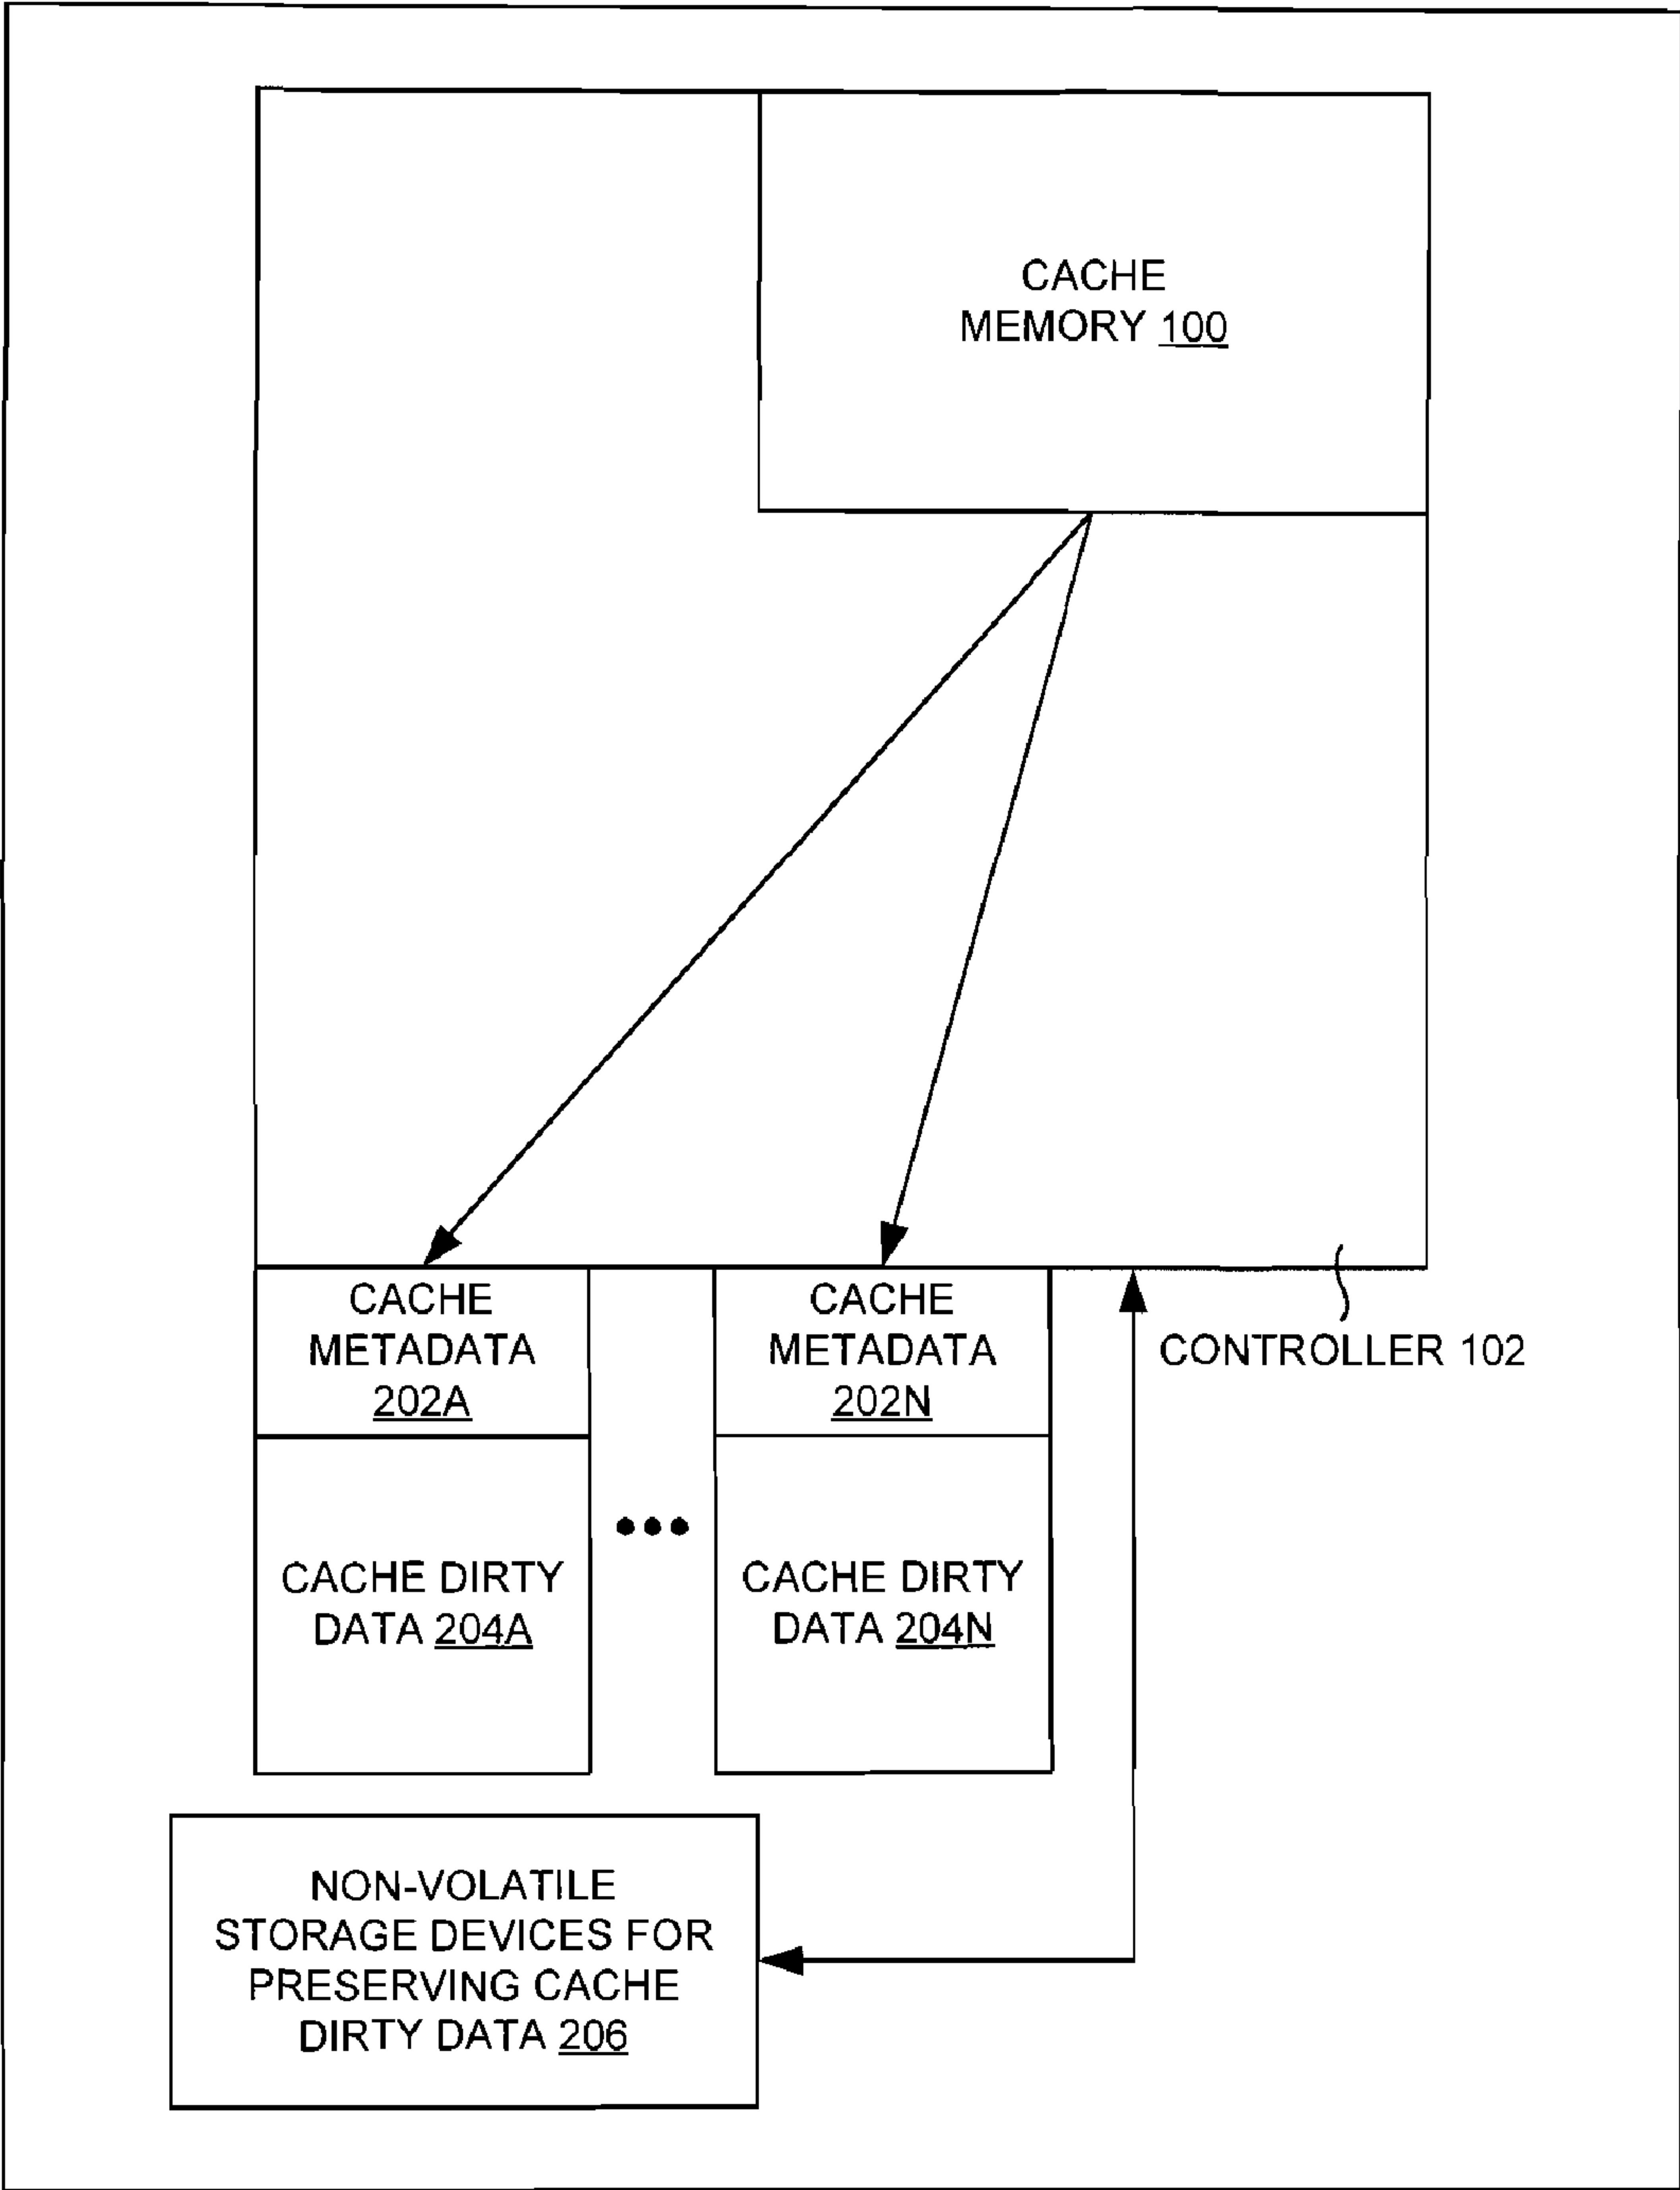 CACHE
MEMORY 100
CACHE
METADATA
202A
CACHE
METADATA
202N
CONTROLLER 102
CACHE DIRTY
DATA 204A
CACHE DIRTY
DATA 204N
NON-VOLATILE
STORAGE DEVICES FOR
PRESERVING CACHE
DIRTY DATA 206